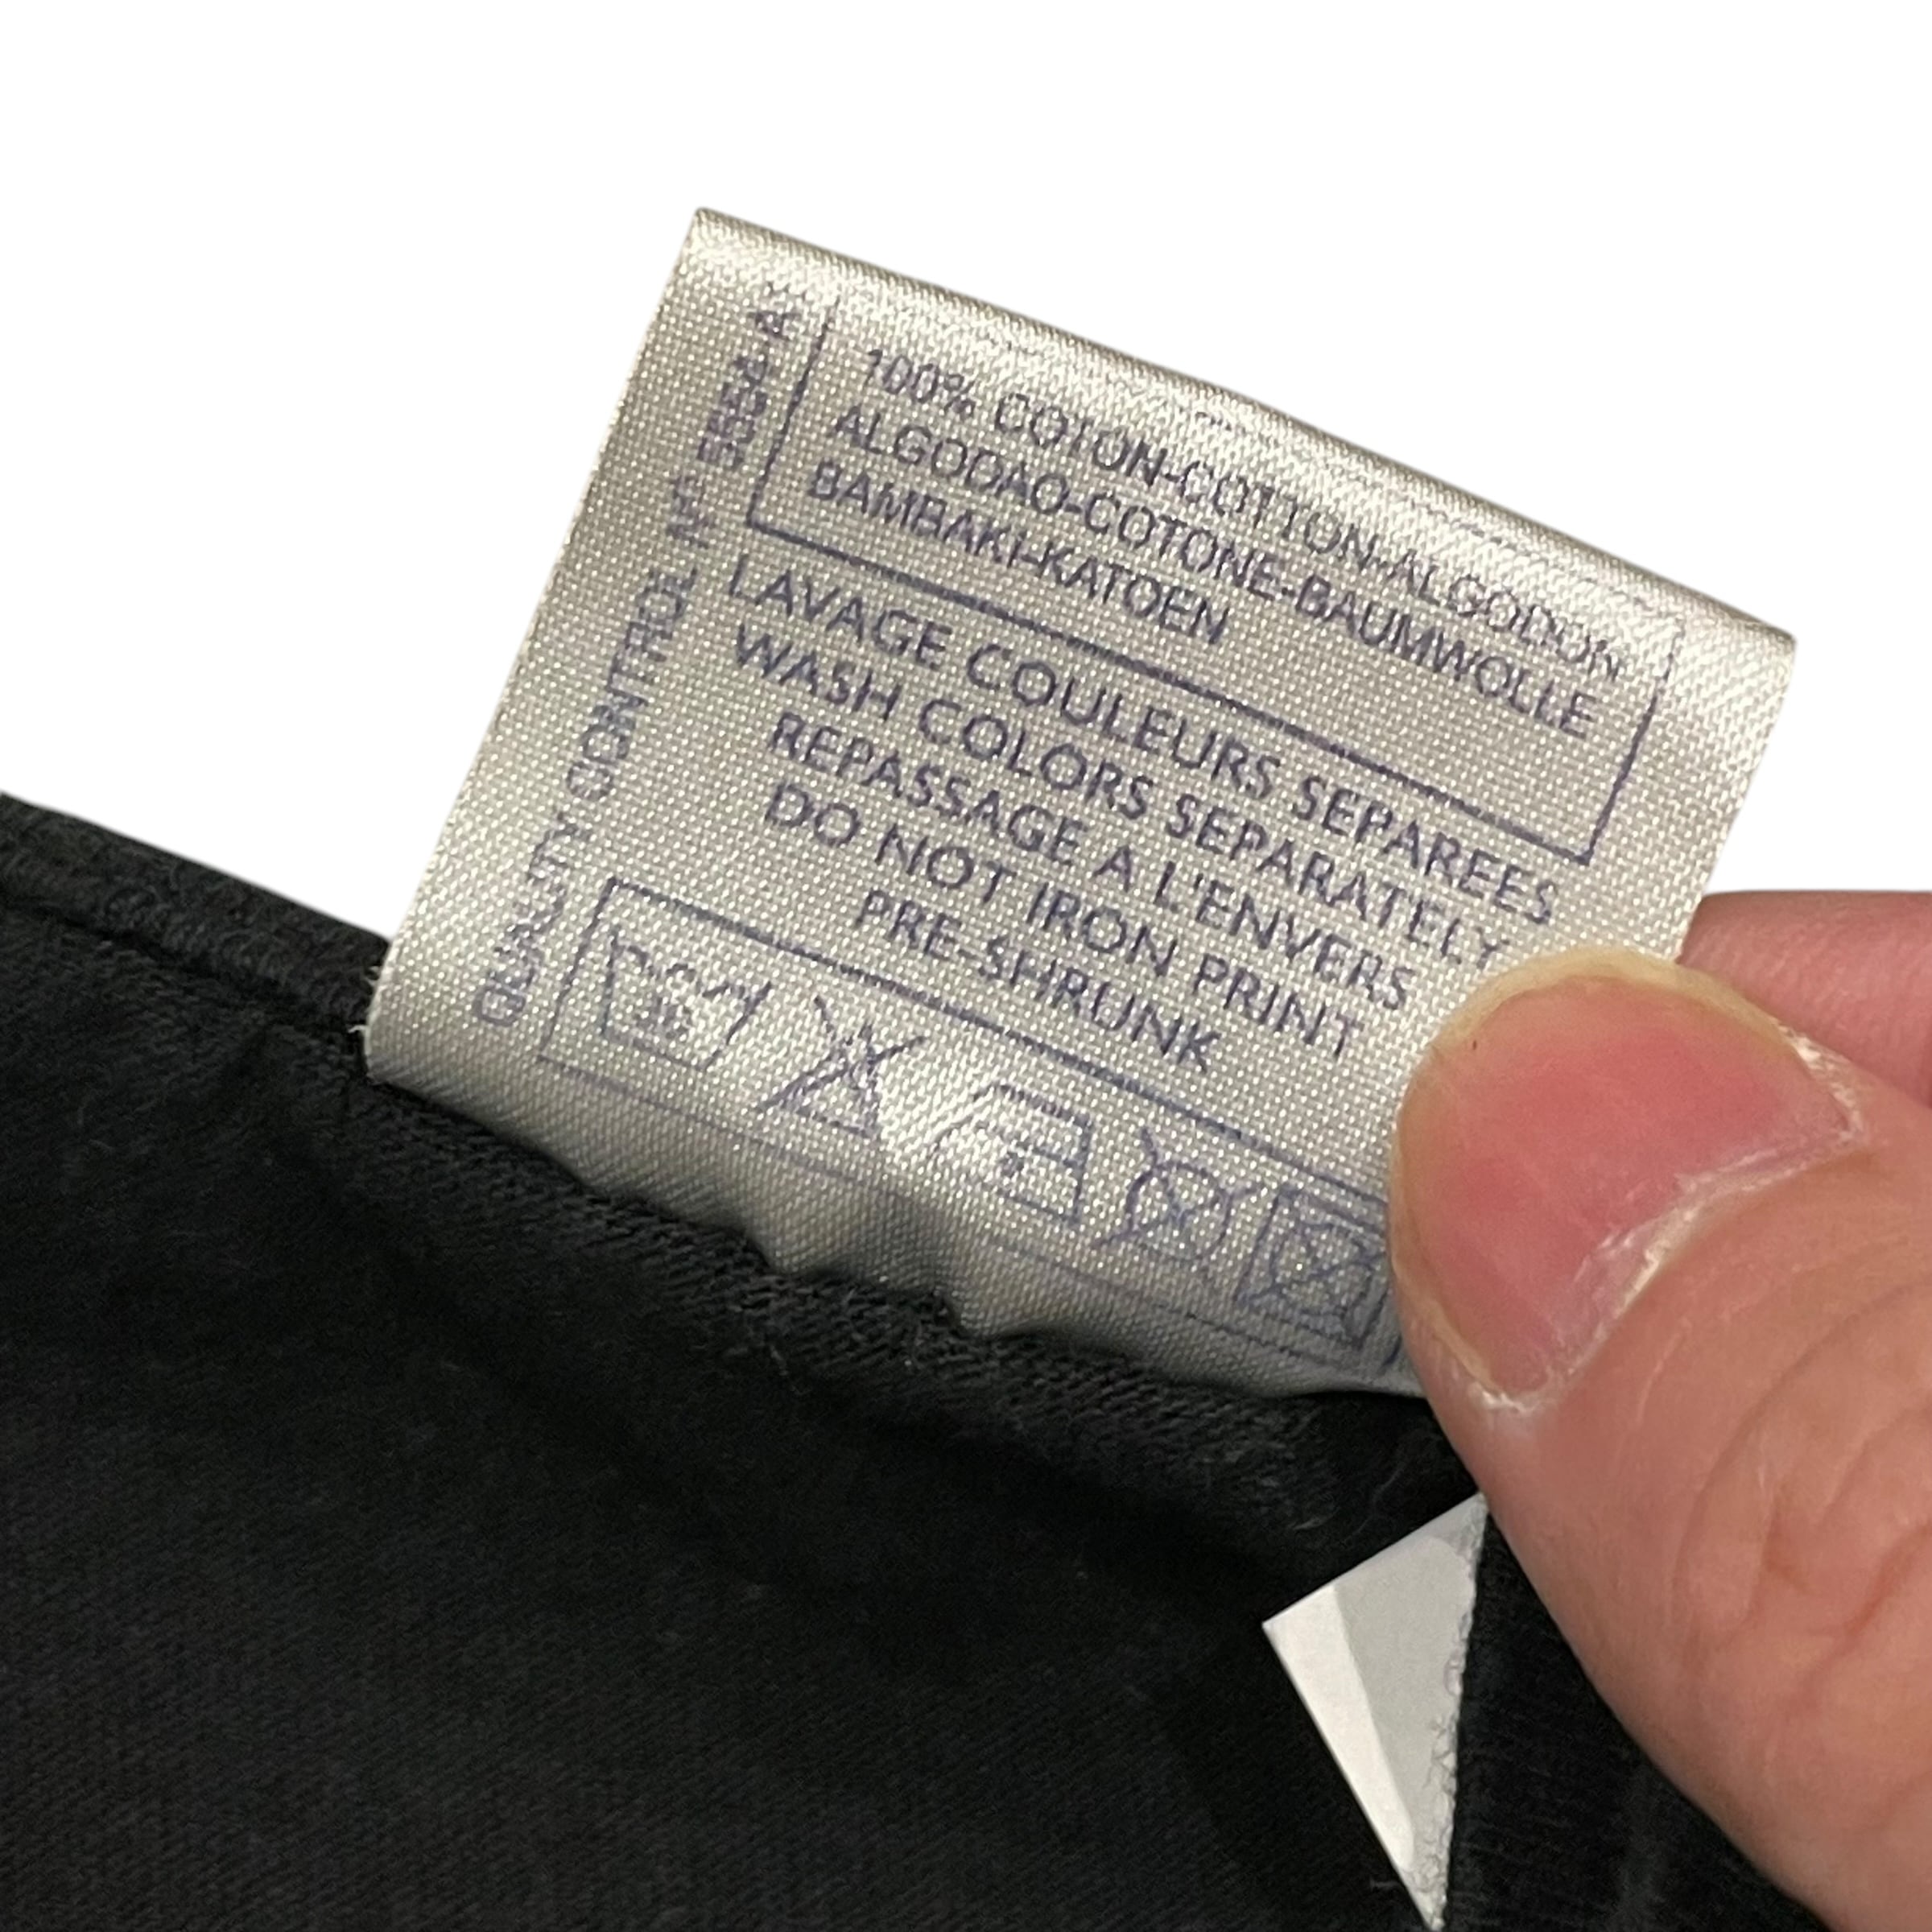 100% COTON-COTTON-ALGODON
ALGODAO-COTONE-BAUMWOLLE
BAMBAKI-KATOEN
LAVAGE COULEURS SEPAREES
WASH COLORS SEPARATELY
REPASSAGE A L'ENVERS
DO NOT IRON PRINT
PRE-SHRUNK
QUALITY CONTROL